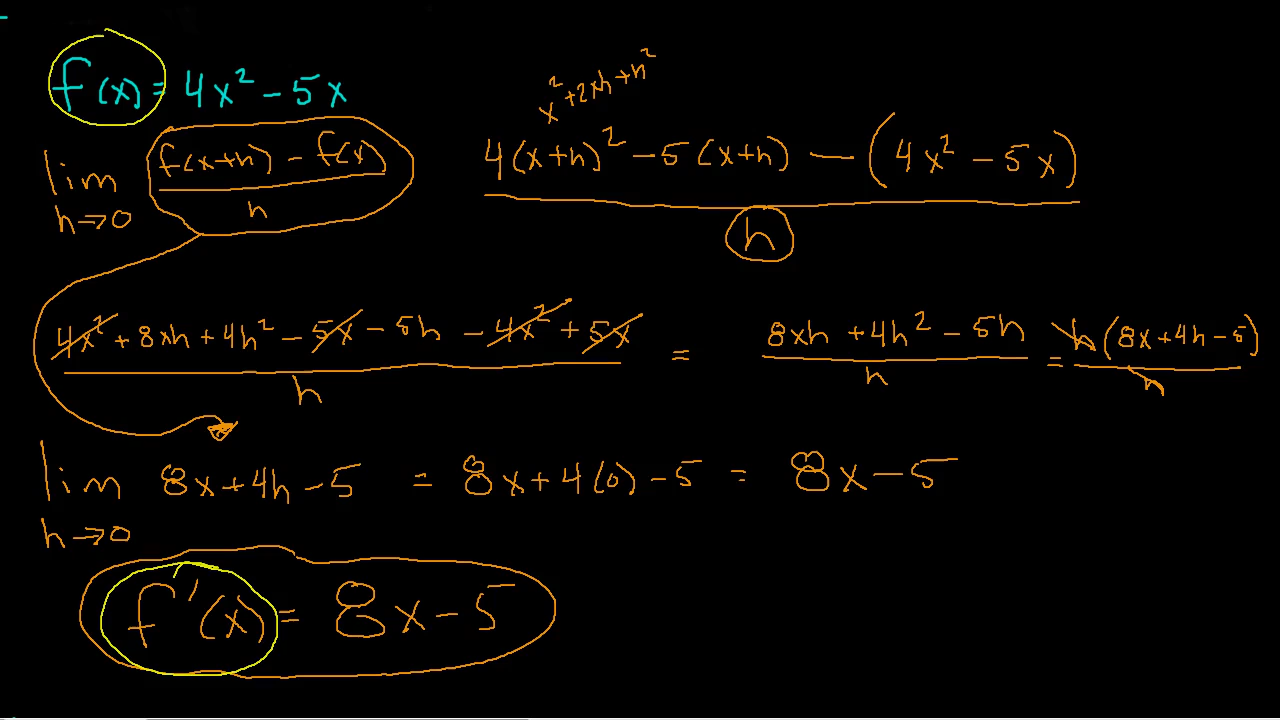 f(x) = 4x² - 5x
x² + 2xh + h²
lim h→0 (f(x+h) - f(x))/h
(4(x+h)² - 5(x+h) - (4x² - 5x))/h
(4x² + 8xh + 4h² - 5x - 5h - 4x² + 5x)/h = (8xh + 4h² - 5h)/h = h(8x+4h-5)/h
lim h→0 8x+4h-5 = 8x+4(0)-5 = 8x-5
f'(x) = 8x-5